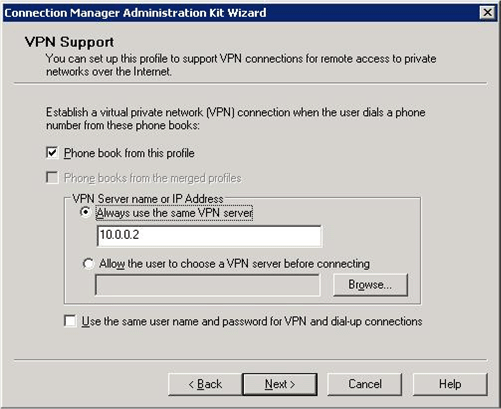 Connection Manager Administration Kit Wizard
VPN Support
You can set up this profile to support VPN connections for remote access to private
networks over the Internet.
Establish a virtual private network (VPN) connection when the user dials a phone
number from these phone books:
Phone book from this profile
Phone books from the merged profiles
VPN Server name or IP Address
Always use the same VPN server
10.0.0.2
Allow the user to choose a VPN server before connecting
Browse...
Use the same user name and password for VPN and dial-up connections
< Back
Next >
Cancel
Help